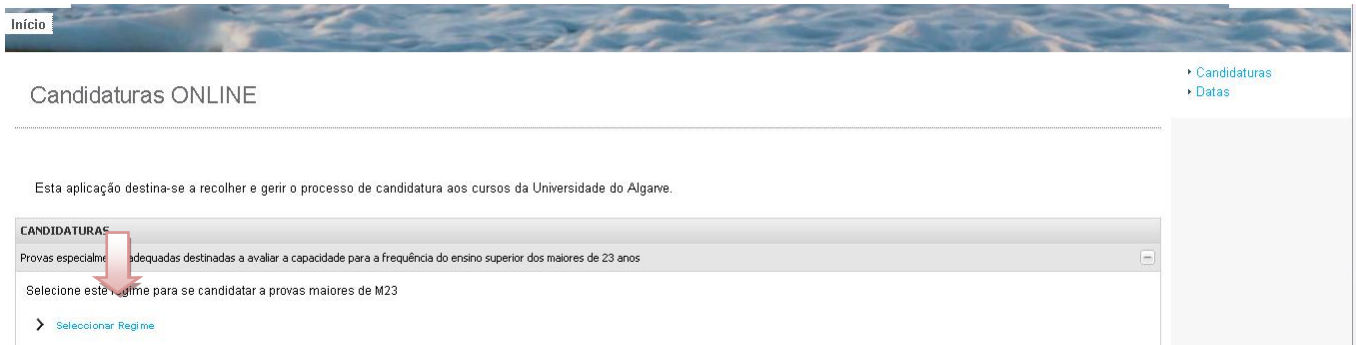 Início
Candidaturas
Datas
Candidaturas ONLINE
Esta aplicação destina-se a recolher e gerir o processo de candidatura aos cursos da Universidade do Algarve.
CANDIDATURAS
Provas adequadas destinadas a avaliar a capacidade para a frequência do ensino superior dos maiores de 23 anos
Selecione este regime para se candidatar a provas maiores de M23
Seleccionar Regime